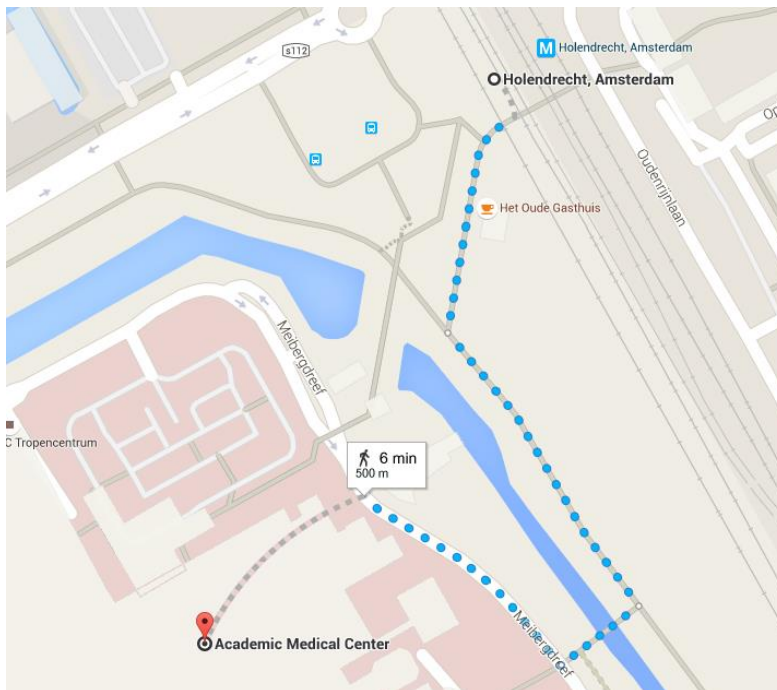 s112
M Holendrecht, Amsterdam
Holendrecht, Amsterdam
Oudenrijnlaan
Het Oude Gasthuis
Meibergdreef
C Tropencentrum
6 min
500 m
Meibergdreef
Academic Medical Center